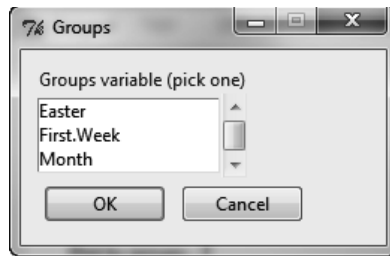 Groups
Groups variable (pick one)
Easter
First.Week
Month
OK
Cancel